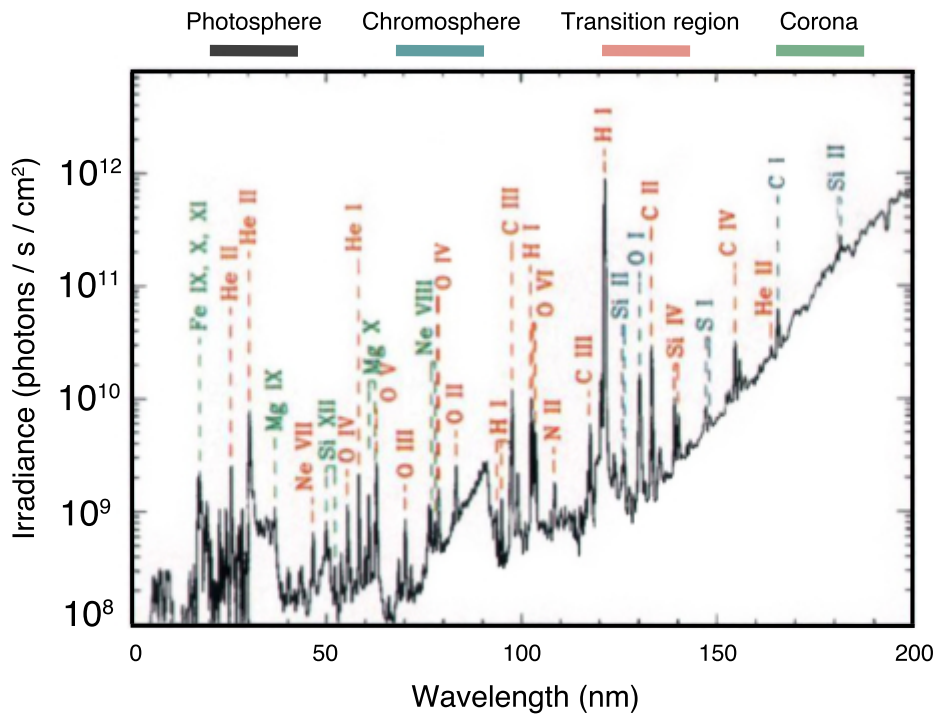 Photosphere Chromosphere Transition region Corona
Irradiance (photons / s / cm²)
10¹²
10¹¹
10¹⁰
10⁹
10⁸
Fe IX, X, XI
He II
He II
Mg IX
Ne VII
Si XII
O IV
He I
Mg X
O V
O III
Ne VIII
O IV
O II
H I
C III
H I
O VI
N II
C III
H I
Si II
O I
C II
Si IV
S I
C IV
He II
C I
Si II
0 50 100 150 200
Wavelength (nm)